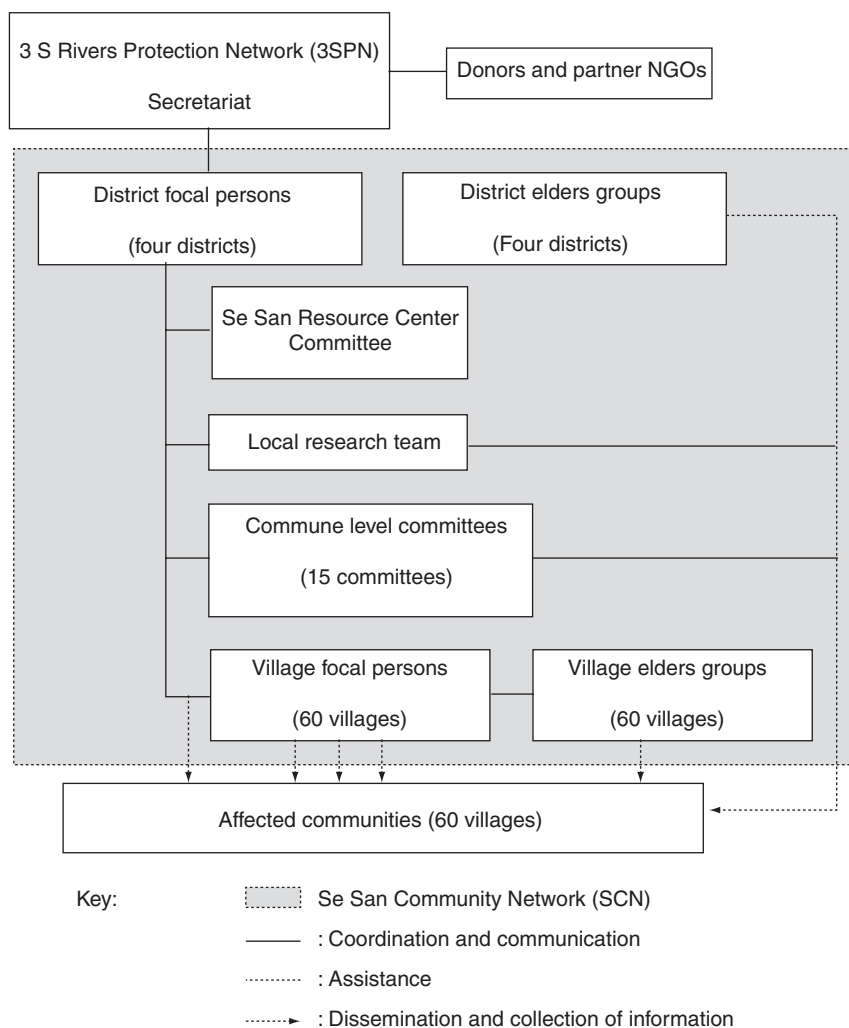 3 S Rivers Protection Network (3SPN)
Secretariat
Donors and partner NGOs
District focal persons
(four districts)
District elders groups
(Four districts)
Se San Resource Center
Committee
Local research team
Commune level committees
(15 committees)
Village focal persons
(60 villages)
Village elders groups
(60 villages)
Affected communities (60 villages)
Key:
Se San Community Network (SCN)
: Coordination and communication
: Assistance
: Dissemination and collection of information